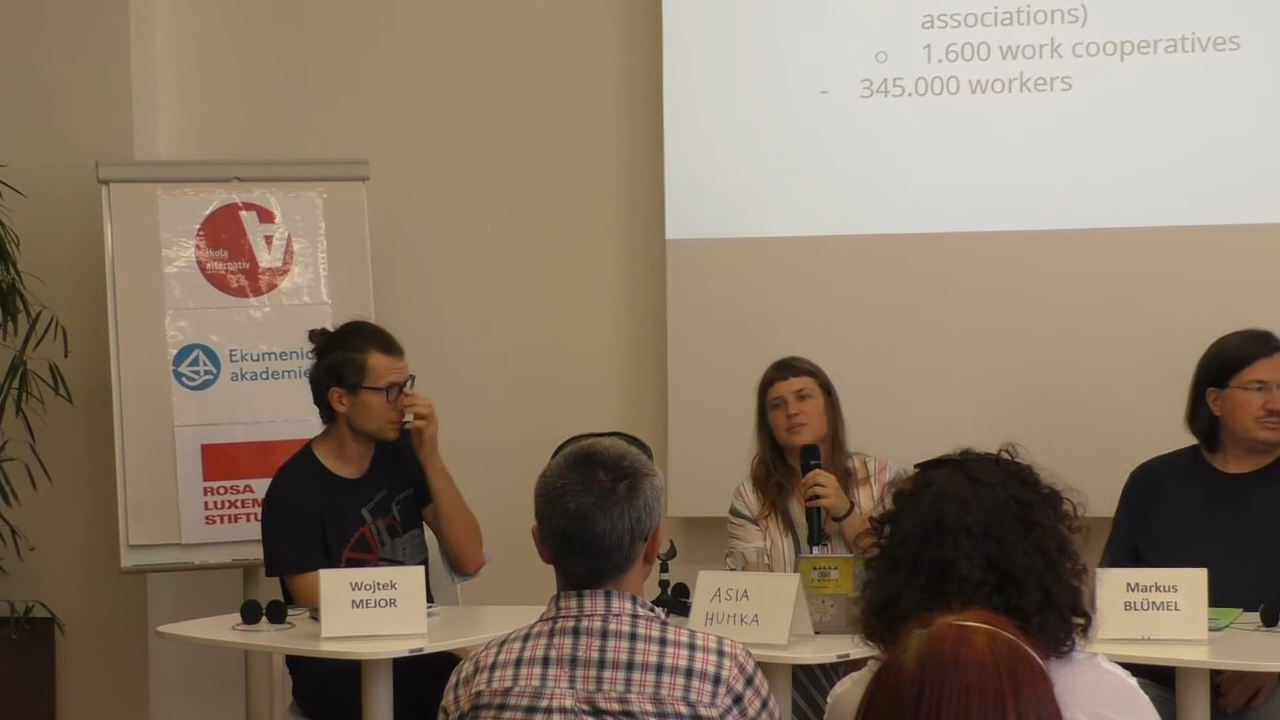 associations)
○ 1.600 work cooperatives
- 345.000 workers
škola
alternativ
Ekumenic
akademie
ROSA
LUXEM
STIFTU
Wojtek
MEJOR
ASIA
HUMKA
Markus
BLÜMEL